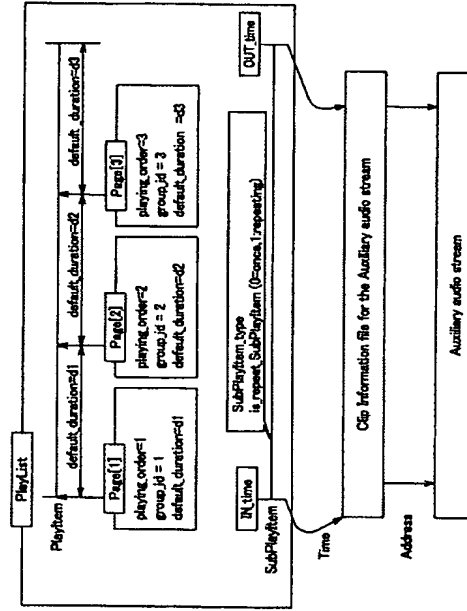 PlayList
PlayItem
default_duration=d1
default_duration=d2
default_duration=d3
Page[1]
playing_order=1
group_id = 1
default_duration=d1
Page[2]
playing_order=2
group_id = 2
default_duration=d2
Page[3]
playing_order=3
group_id = 3
default_duration =d3
SubPlayItem_type
is_repeat_SubPlayItem ((0=once,1:repeating)
IN_time
OUT_time
SubPlayItem
Time
Clip Information file for the Auxiliary audio stream
Address
Auxiliary audio stream